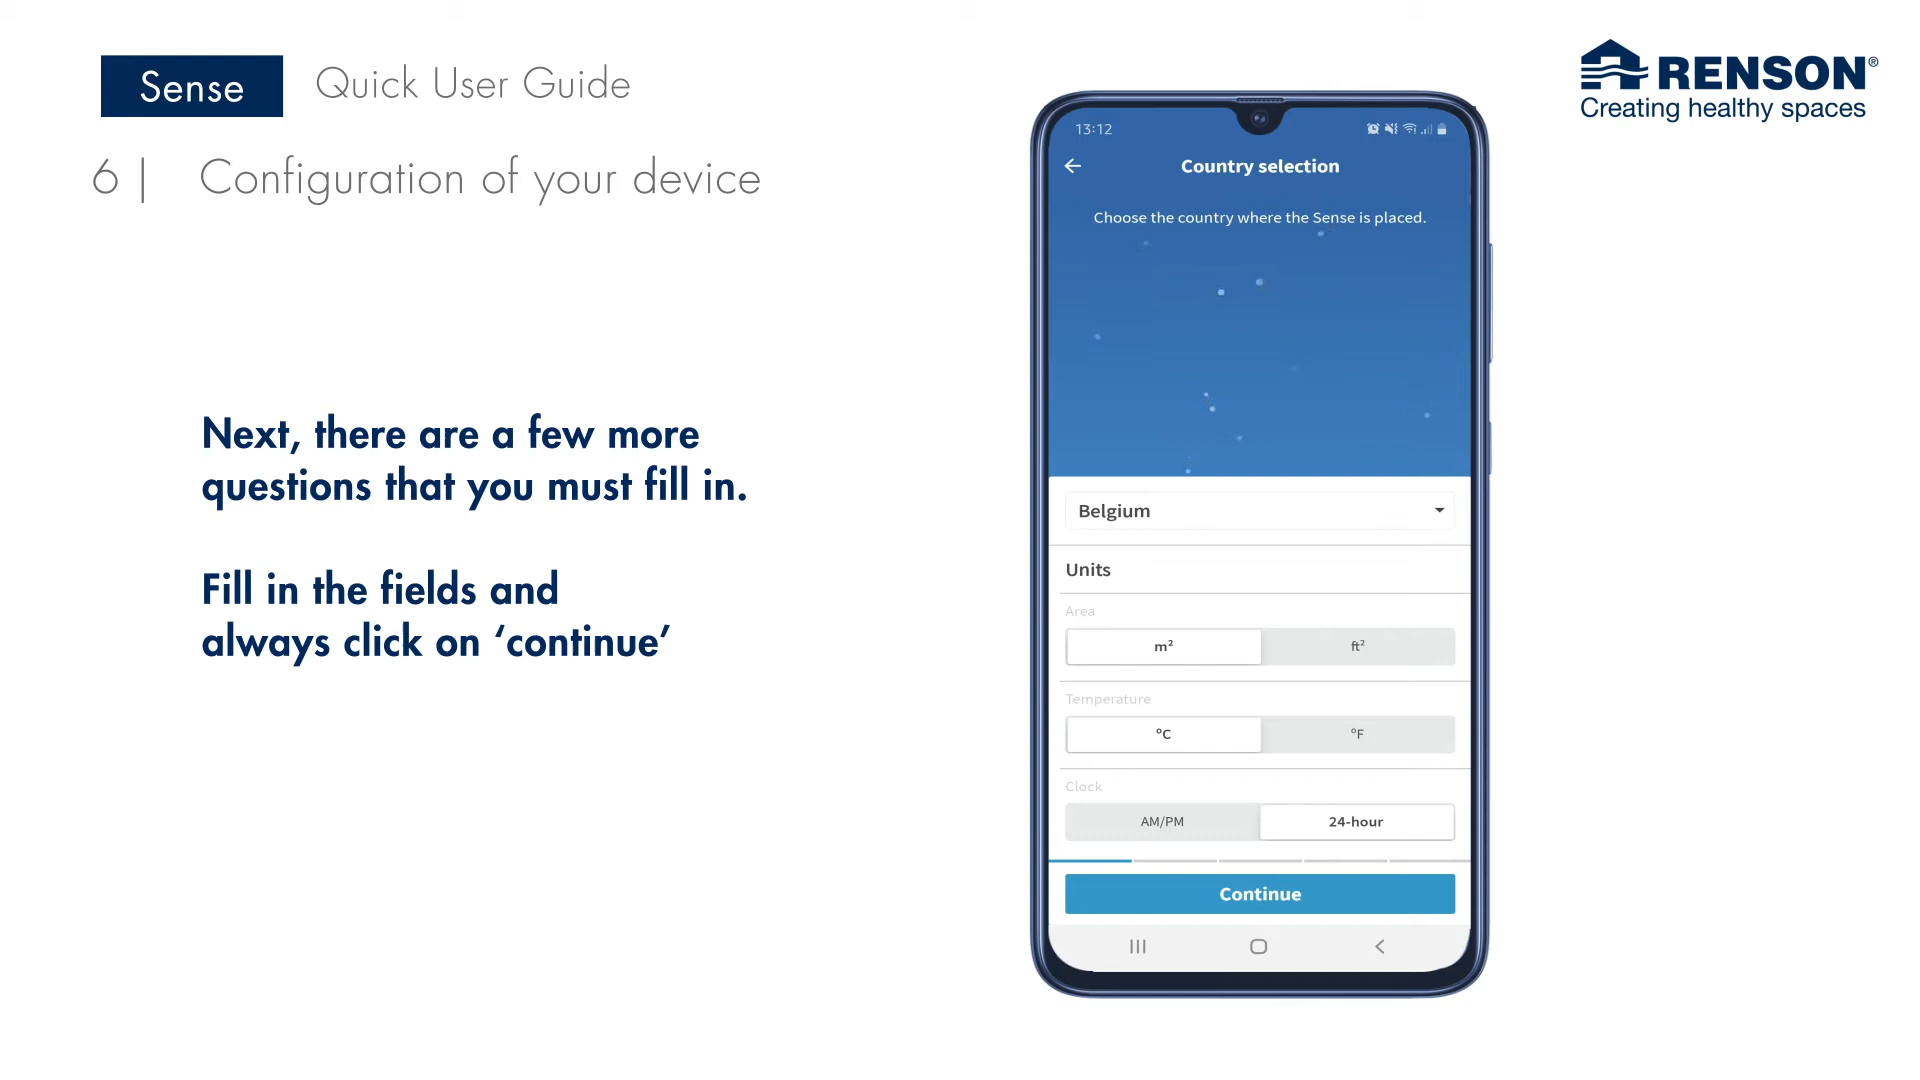 Sense
Quick User Guide
RENSON®
Creating healthy spaces
6 | Configuration of your device
Next, there are a few more
questions that you must fill in.
Fill in the fields and
always click on ‘continue’
13:12
Country selection
Choose the country where the Sense is placed.
Belgium
Units
Area
m²
ft²
Temperature
°C
°F
Clock
AM/PM
24-hour
Continue